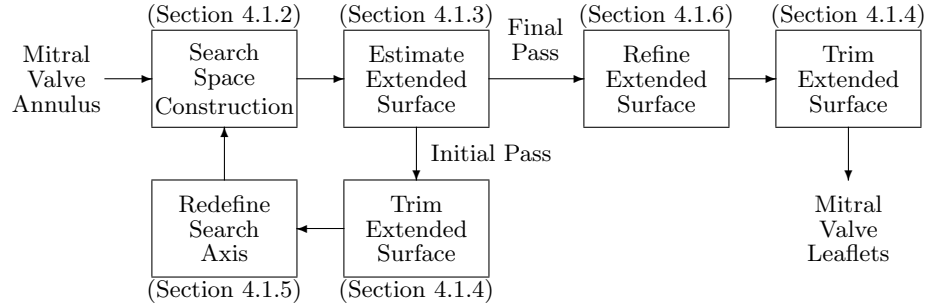 (Section 4.1.2)
(Section 4.1.3)
(Section 4.1.6)
(Section 4.1.4)
Mitral
Valve
Annulus
Search
Space
Construction
Estimate
Extended
Surface
Final
Pass
Refine
Extended
Surface
Trim
Extended
Surface
Initial Pass
Redefine
Search
Axis
Trim
Extended
Surface
Mitral
Valve
Leaflets
(Section 4.1.5)
(Section 4.1.4)